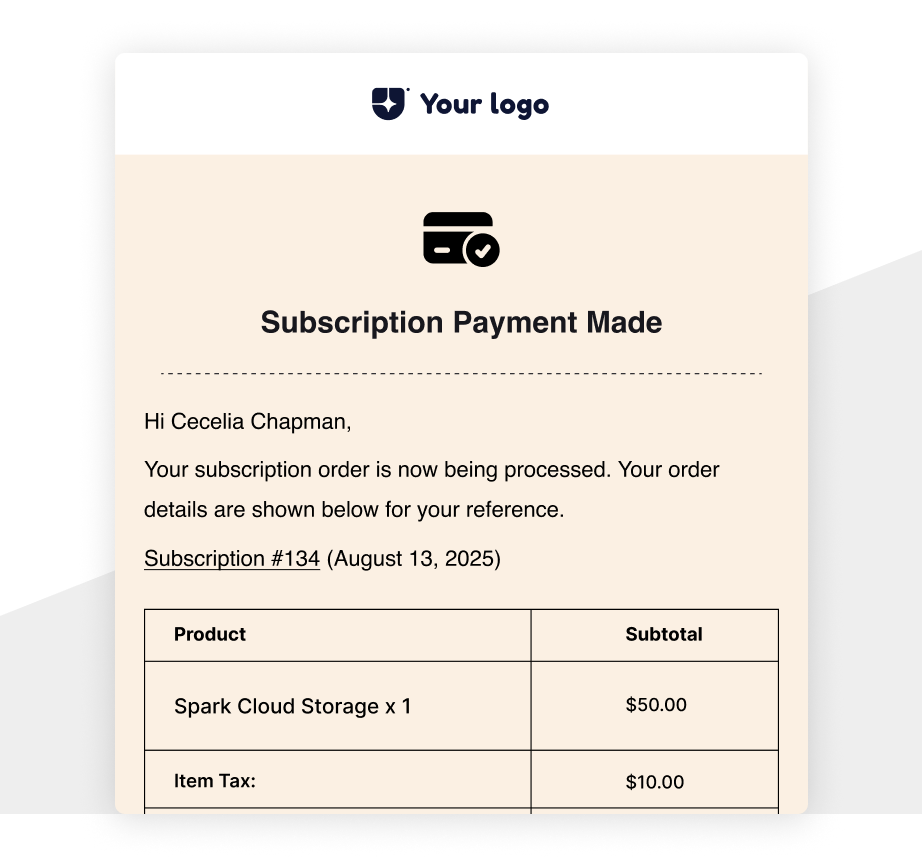 Your logo
Subscription Payment Made
Hi Cecelia Chapman,
Your subscription order is now being processed. Your order
details are shown below for your reference.
Subscription #134 (August 13, 2025)
Product Subtotal
Spark Cloud Storage x 1 $50.00
Item Tax: $10.00